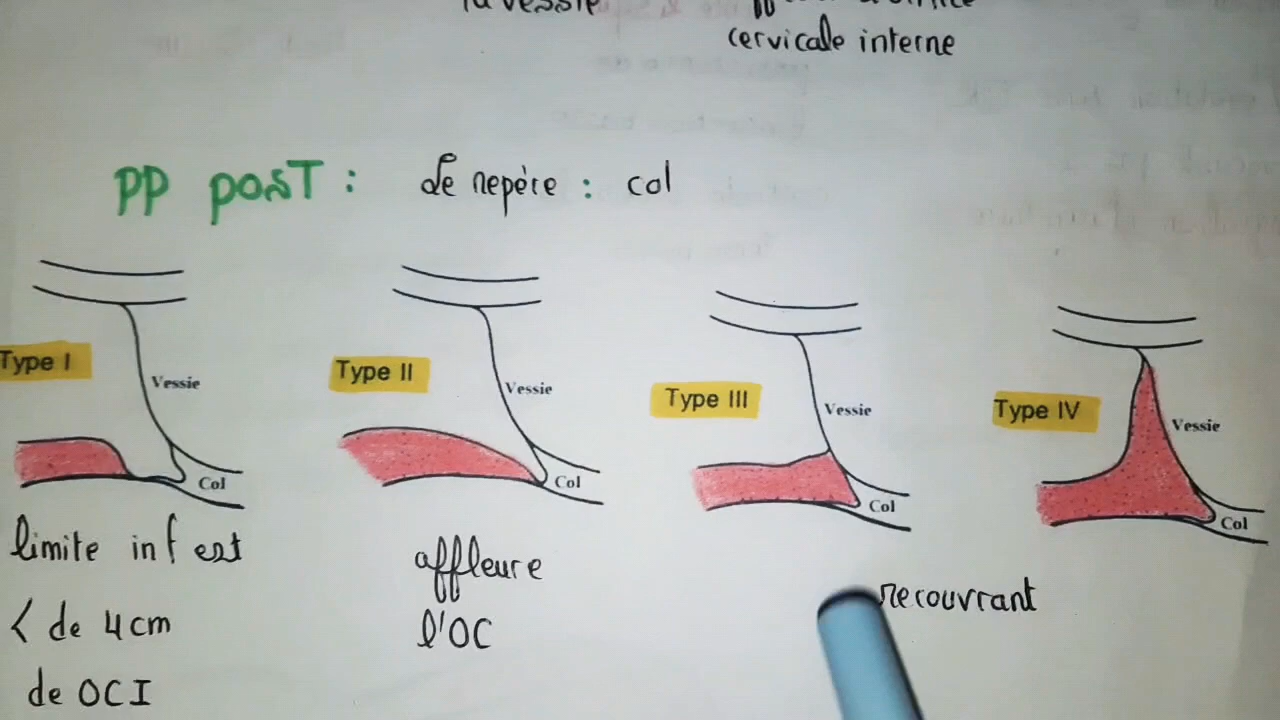 la vessie
cervicale interne
PP POST : le repère : col
Type I
Vessie
Col
Type II
Vessie
Col
Type III
Vessie
Col
Type IV
Vessie
Col
limite inf est
< de 4cm
de OCI
affleure
l'OC
recouvrant